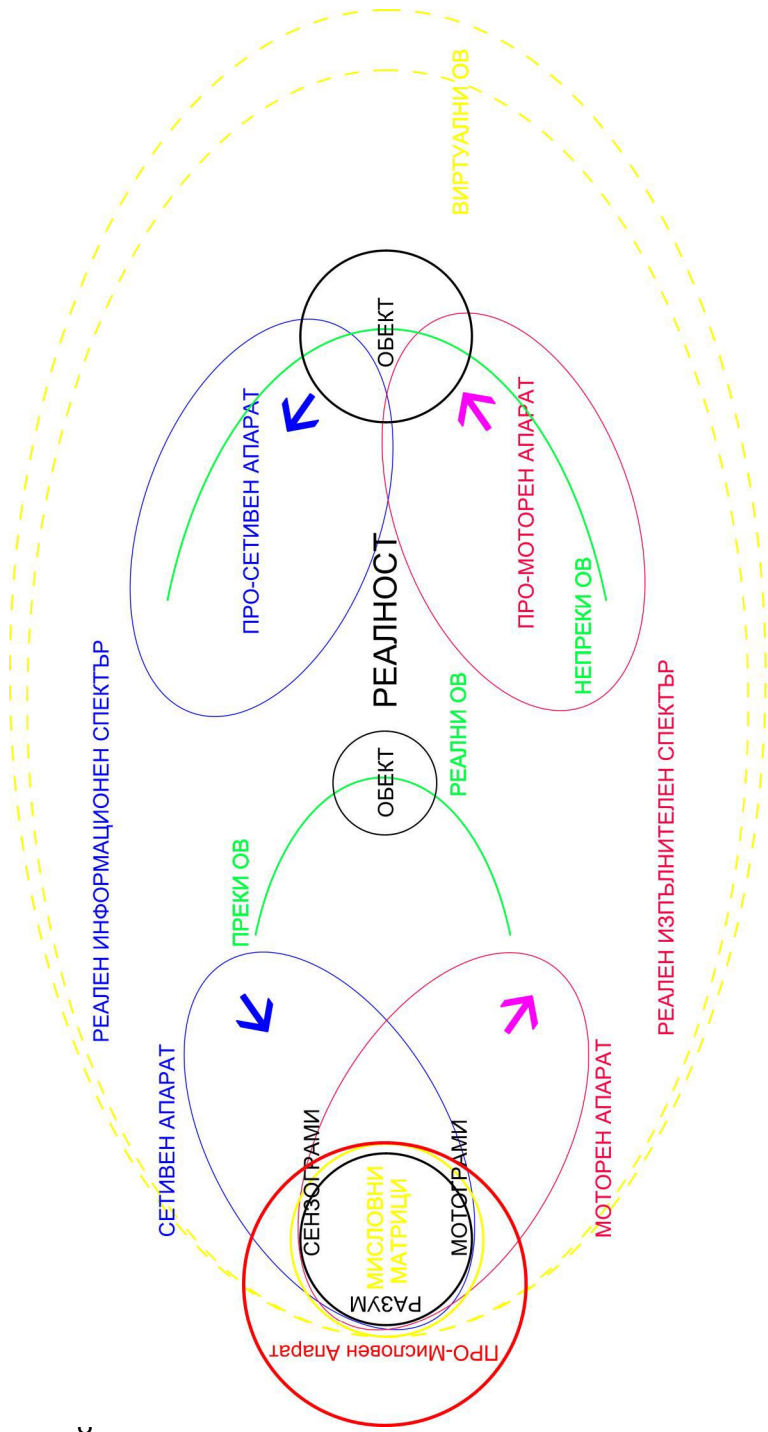 ВИРТУАЛНИ ОВ
ОБЕКТ
ПРО-СЕТИВЕН АПАРАТ
ПРО-МОТОРЕН АПАРАТ
РЕАЛНОСТ
НЕПРЕКИ ОВ
РЕАЛЕН ИНФОРМАЦИОНЕН СПЕКТЪР
РЕАЛНИ ОВ
РЕАЛЕН ИЗПЪЛНИТЕЛЕН СПЕКТЪР
ОБЕКТ
ПРЕКИ ОВ
СЕТИВЕН АПАРАТ
МОТОРЕН АПАРАТ
СЕНЗОГРАМИ
МИСЛОВНИ
МАТРИЦИ
МОТОГРАМИ
РАЗУМ
ПРО-Мисловен Апарат